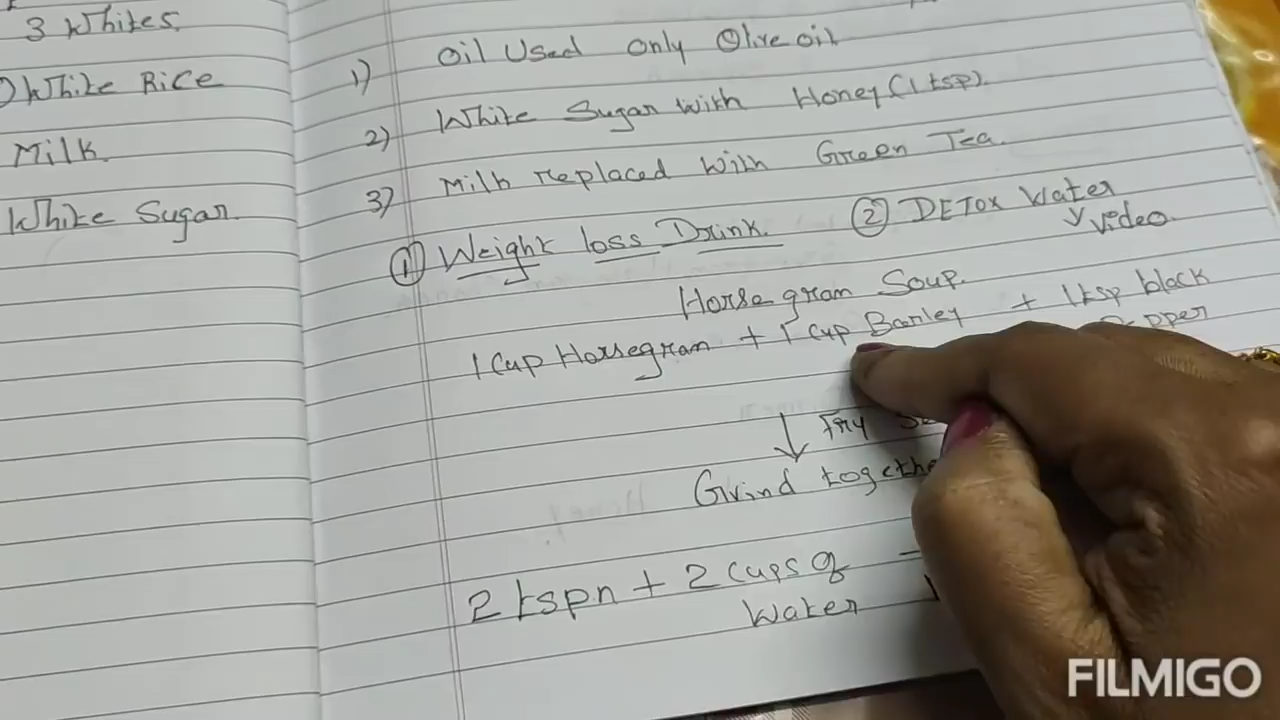 3 Whites
White Rice
Milk
White Sugar
1) Oil Used Only Olive oil
2) White Sugar with Honey (1 tsp).
3) Milk replaced with Green Tea.
① Weight loss Drink. ② DETOX Water
video
Horse gram Soup.
1 Cup Horsegram + 1 Cup Barley + 1 tsp black
pper
Fry
Grind togethe
2 tspn + 2 cups of
Water
FILMIGO